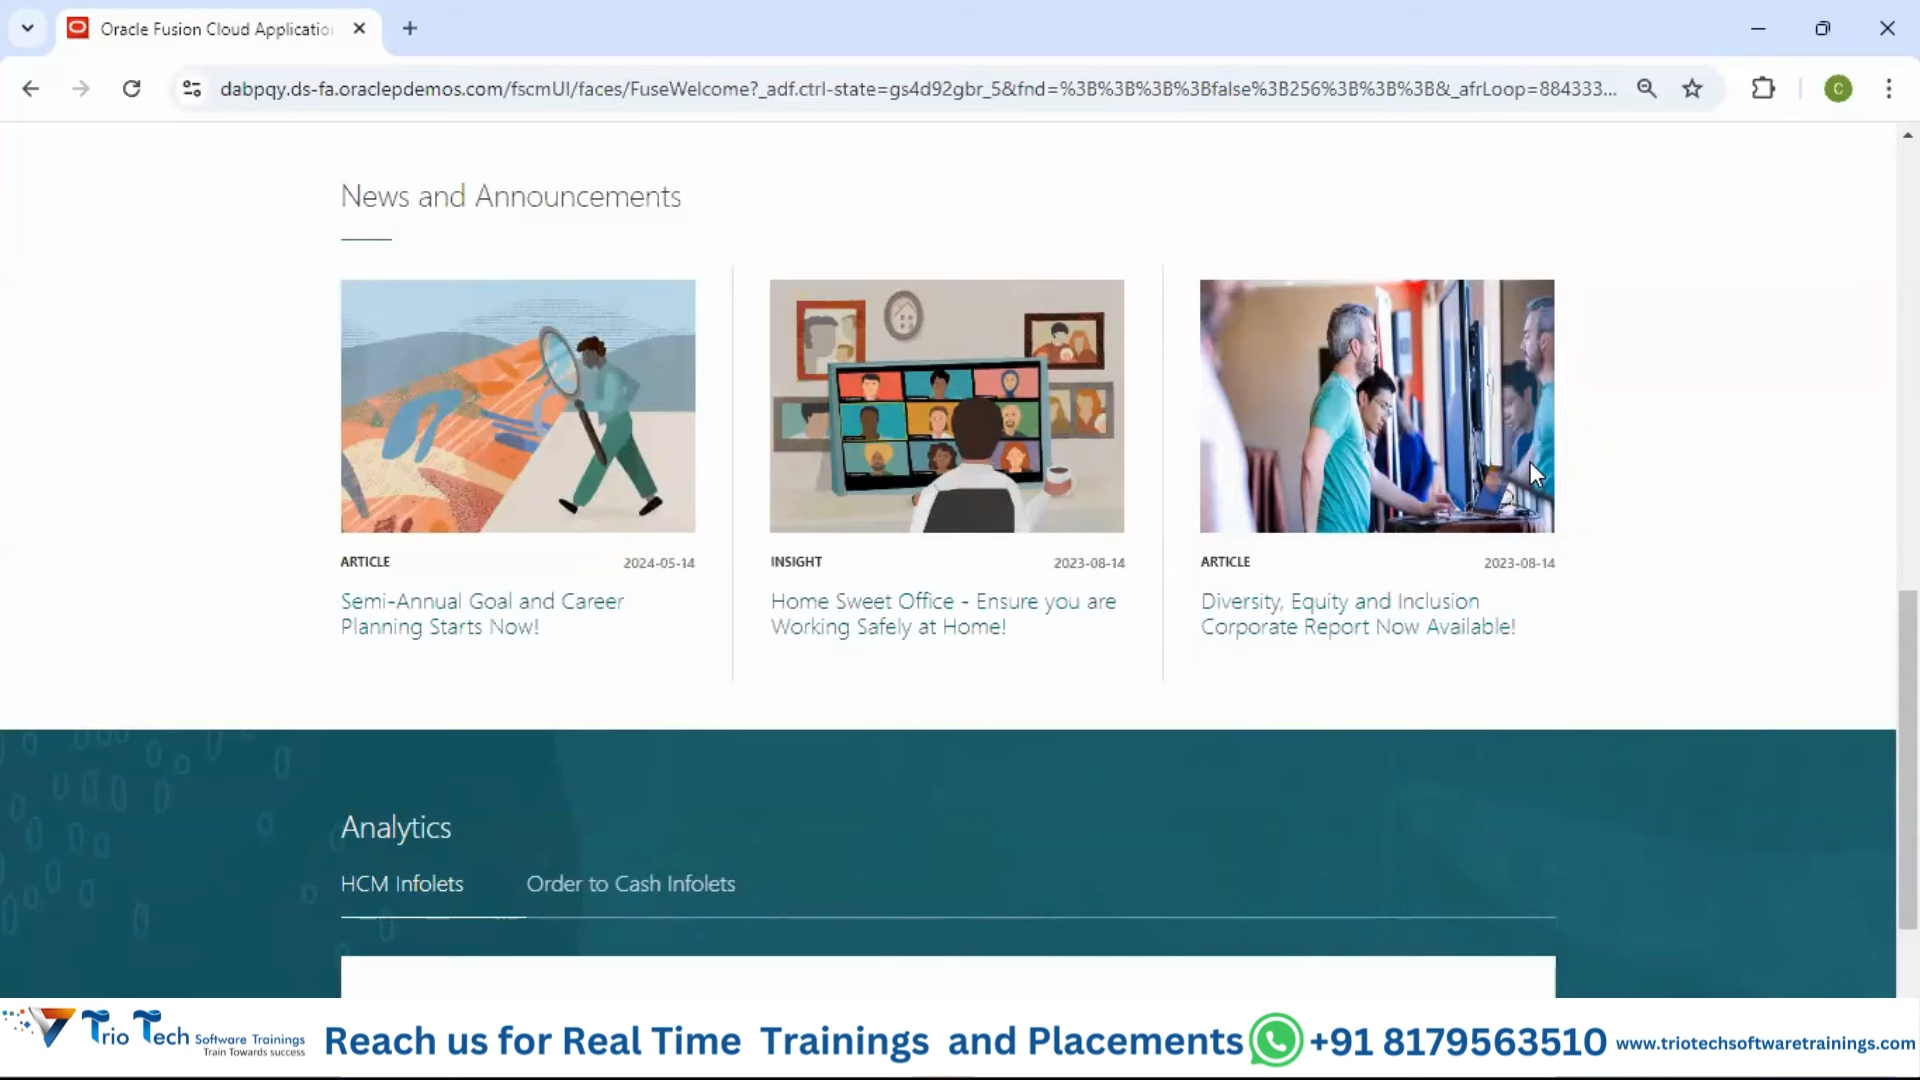 Oracle Fusion Cloud Applicatio
dabpqy.ds-fa.oraclepdemos.com/fscmUI/faces/FuseWelcome?_adf.ctrl-state=gs4d92gbr_5&fnd=%3B%3B%3B%3Bfalse%3B256%3B%3B%3B&_afrLoop=884333...
C
News and Announcements
ARTICLE 2024-05-14
Semi-Annual Goal and Career
Planning Starts Now!
INSIGHT 2023-08-14
Home Sweet Office - Ensure you are
Working Safely at Home!
ARTICLE 2023-08-14
Diversity, Equity and Inclusion
Corporate Report Now Available!
Analytics
HCM Infolets Order to Cash Infolets
Trio Tech Software Trainings
Train Towards success
Reach us for Real Time Trainings and Placements +91 8179563510 www.triotechsoftwaretrainings.com